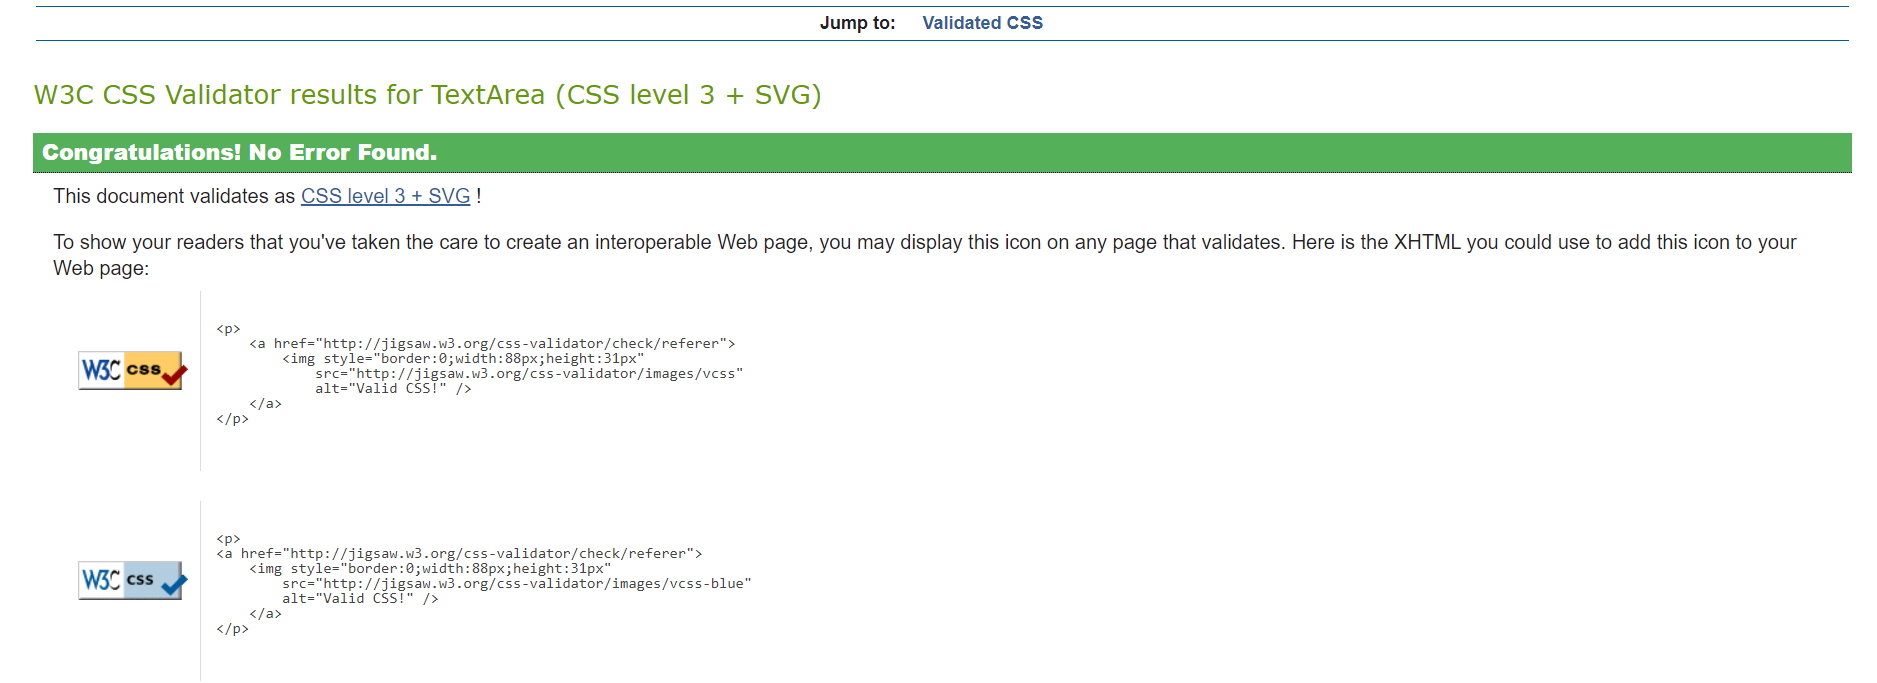 Jump to: Validated CSS
W3C CSS Validator results for TextArea (CSS level 3 + SVG)
Congratulations! No Error Found.
This document validates as CSS level 3 + SVG !
To show your readers that you've taken the care to create an interoperable Web page, you may display this icon on any page that validates. Here is the XHTML you could use to add this icon to your
Web page:
W3C css
<p>
    <a href="http://jigsaw.w3.org/css-validator/check/referer">
        <img style="border:0;width:88px;height:31px"
            src="http://jigsaw.w3.org/css-validator/images/vcss"
            alt="Valid CSS!" />
    </a>
</p>
W3C css
<p>
<a href="http://jigsaw.w3.org/css-validator/check/referer">
    <img style="border:0;width:88px;height:31px"
        src="http://jigsaw.w3.org/css-validator/images/vcss-blue"
        alt="Valid CSS!" />
    </a>
</p>